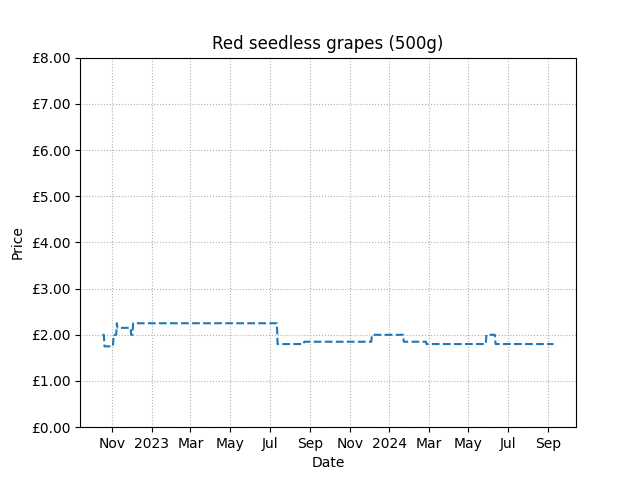 Red seedless grapes (500g)
£8.00
£7.00
£6.00
£5.00
£4.00
£3.00
£2.00
£1.00
£0.00
Price
Nov 2023 Mar May Jul Sep Nov 2024 Mar May Jul Sep
Date